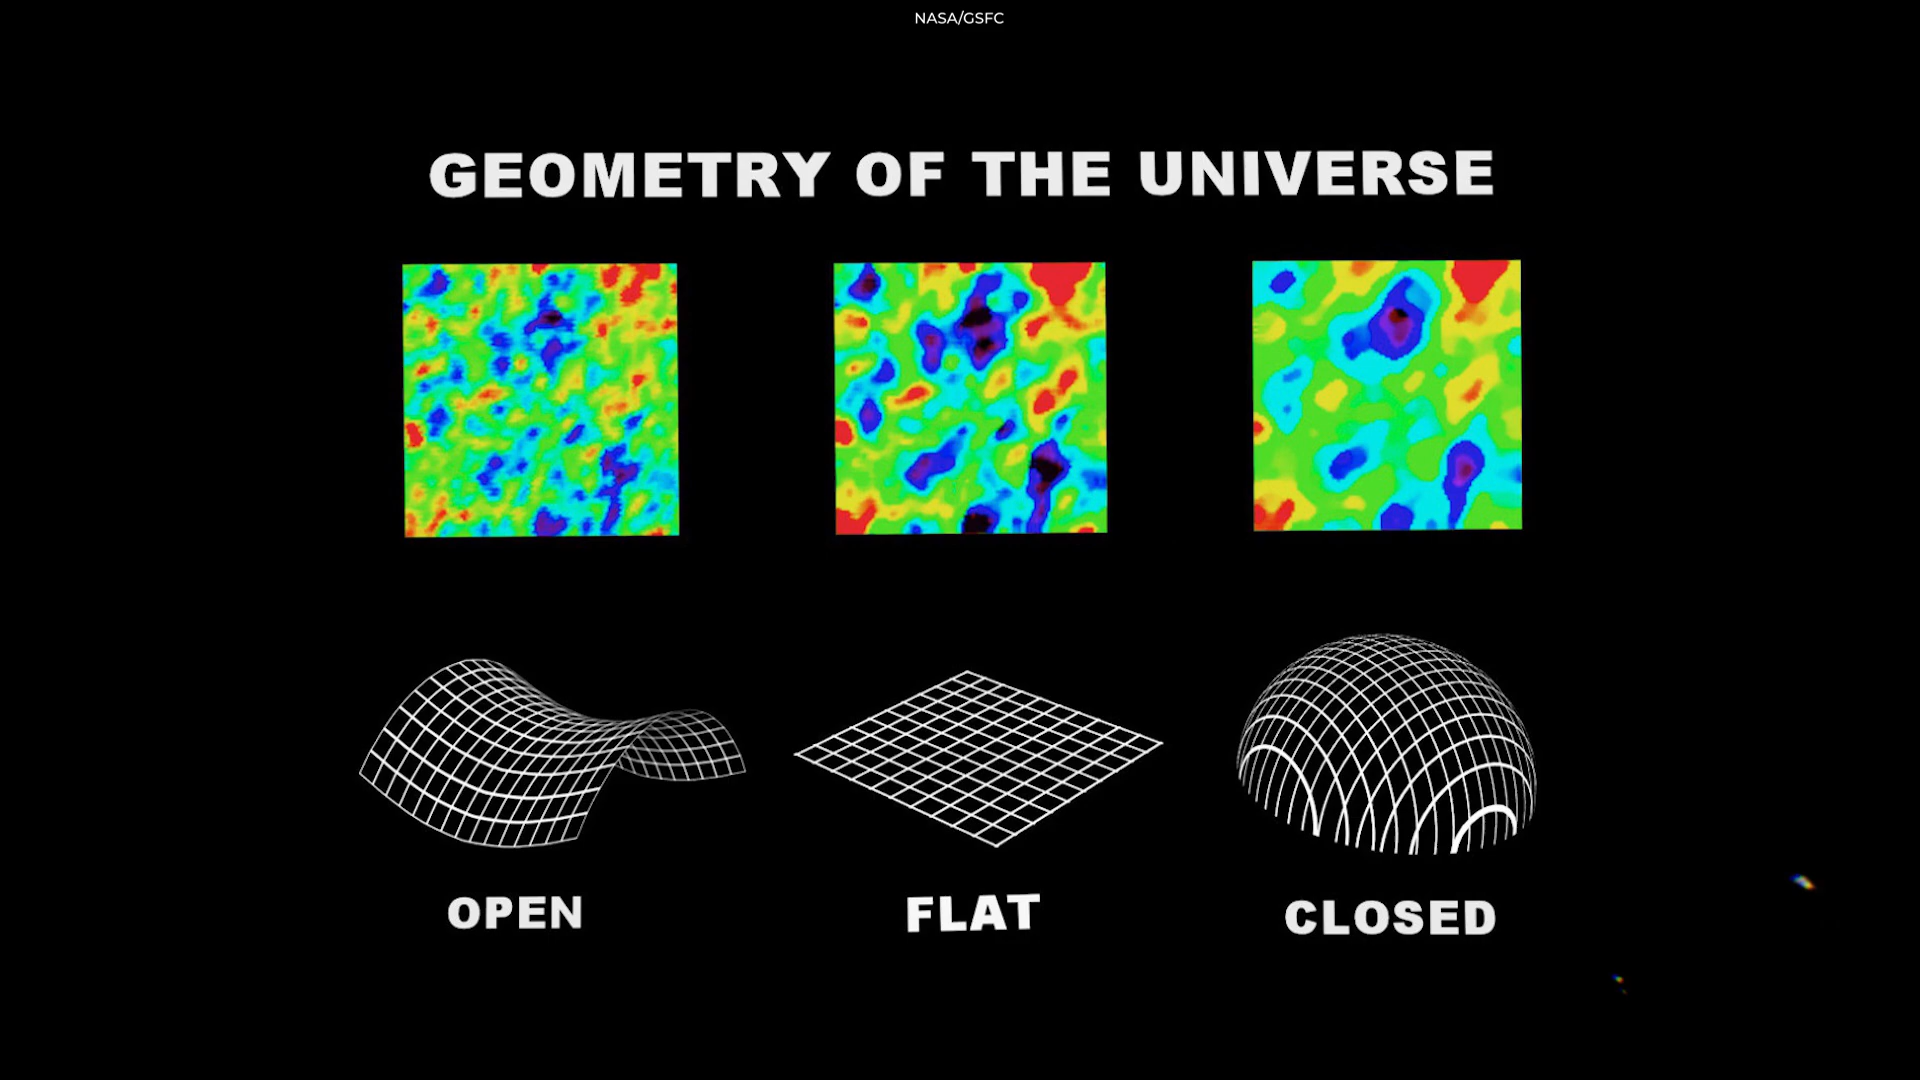 NASA/GSFC
GEOMETRY OF THE UNIVERSE
OPEN
FLAT
CLOSED